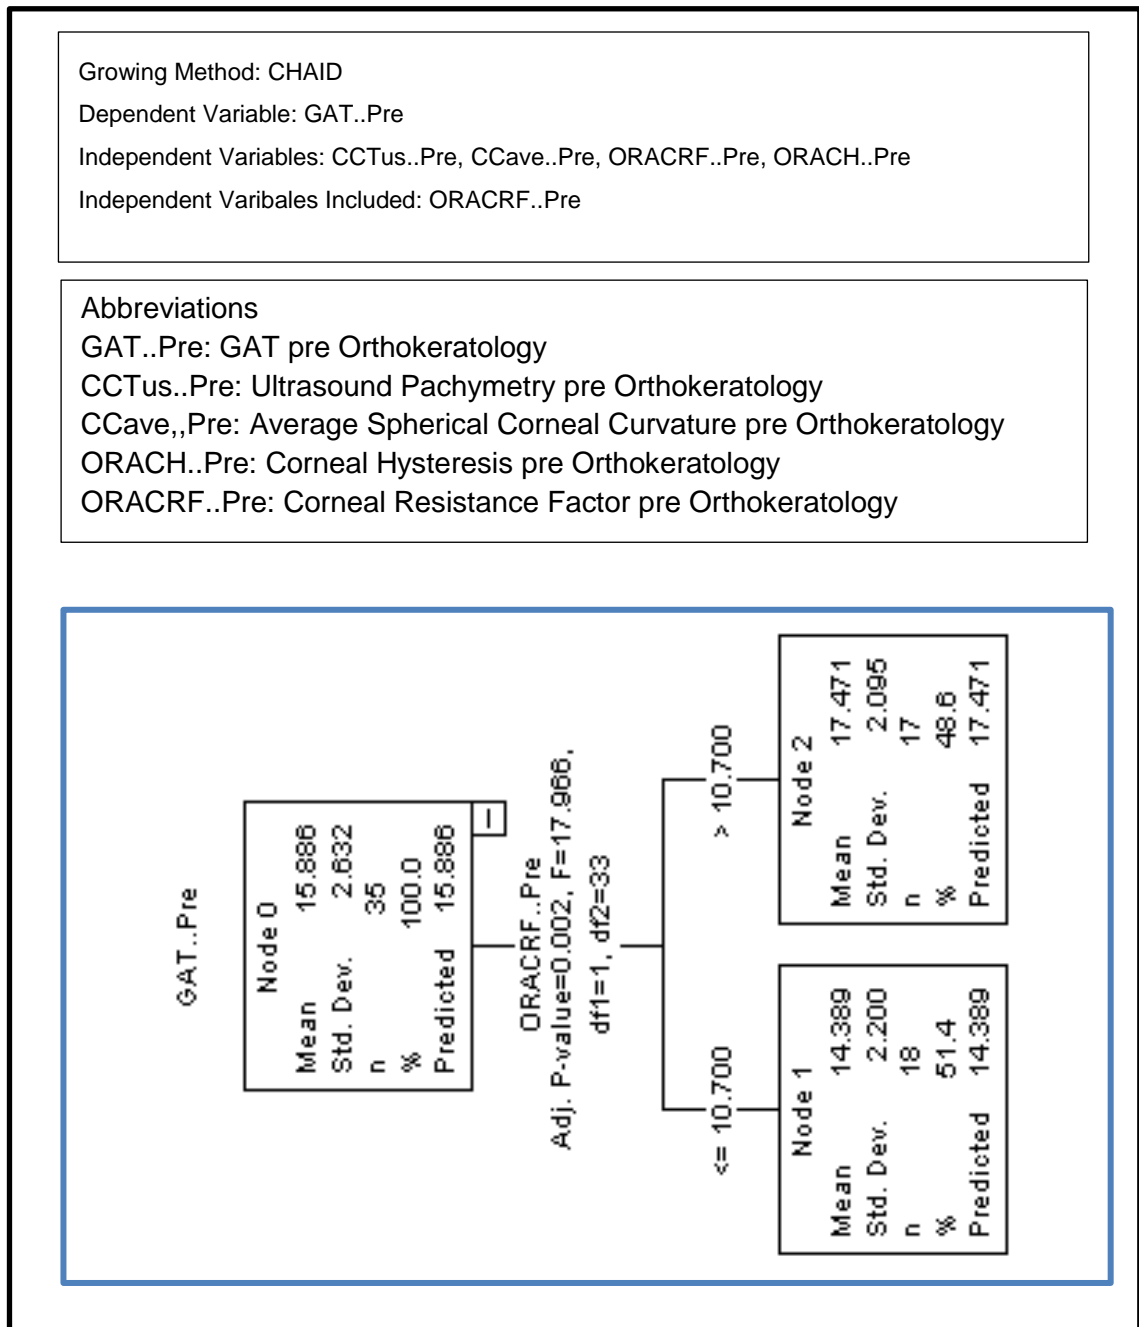 Growing Method: CHAID
Dependent Variable: GAT..Pre
Independent Variables: CCTus..Pre, CCave..Pre, ORACRF..Pre, ORACH..Pre
Independent Varibales Included: ORACRF..Pre
Abbreviations
GAT..Pre: GAT pre Orthokeratology
CCTus..Pre: Ultrasound Pachymetry pre Orthokeratology
CCave,,Pre: Average Spherical Corneal Curvature pre Orthokeratology
ORACH..Pre: Corneal Hysteresis pre Orthokeratology
ORACRF..Pre: Corneal Resistance Factor pre Orthokeratology
GAT..Pre
Node 0
Mean 15.886
Std. Dev. 2.632
n 35
% 100.0
Predicted 15.886
ORACRF..Pre
Adj. P-value=0.002, F=17.966,
df1=1, df2=33
<= 10.700
> 10.700
Node 1
Mean 14.389
Std. Dev. 2.200
n 18
% 51.4
Predicted 14.389
Node 2
Mean 17.471
Std. Dev. 2.095
n 17
% 48.6
Predicted 17.471